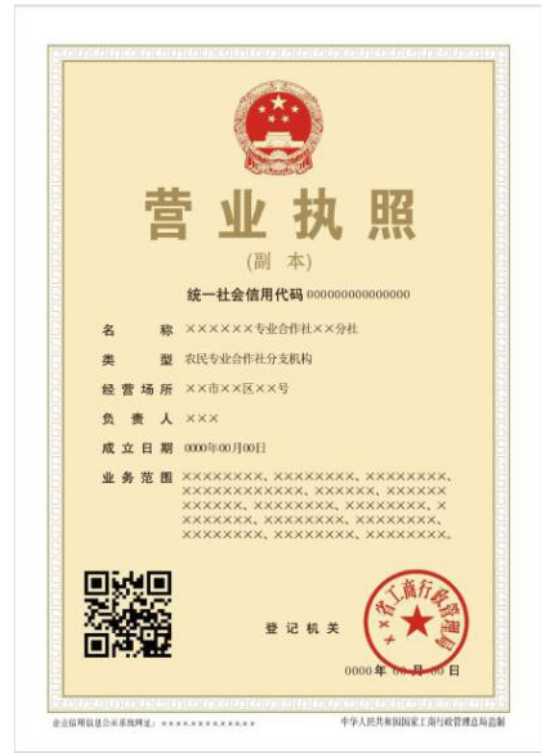 营业执照
(副 本)
统一社会信用代码 000000000000000
名 称 ××××××专业合作社××分社
类 型 农民专业合作社分支机构
经营场所 ××市××区××号
负 责 人 ×××
成立日期 0000年00月00日
业务范围 ××××××××、××××××××、××××××××、
××××××××××××、××××××、××××××
××××××、××××××××、××××××××、×
×××××××、××××××××、××××××××、
××××××××、××××××××、××××××××。
××省工商行政管理局
登记机关
0000年00月00日
企业信用信息公示系统网址：×××××××××××××
中华人民共和国国家工商行政管理总局监制